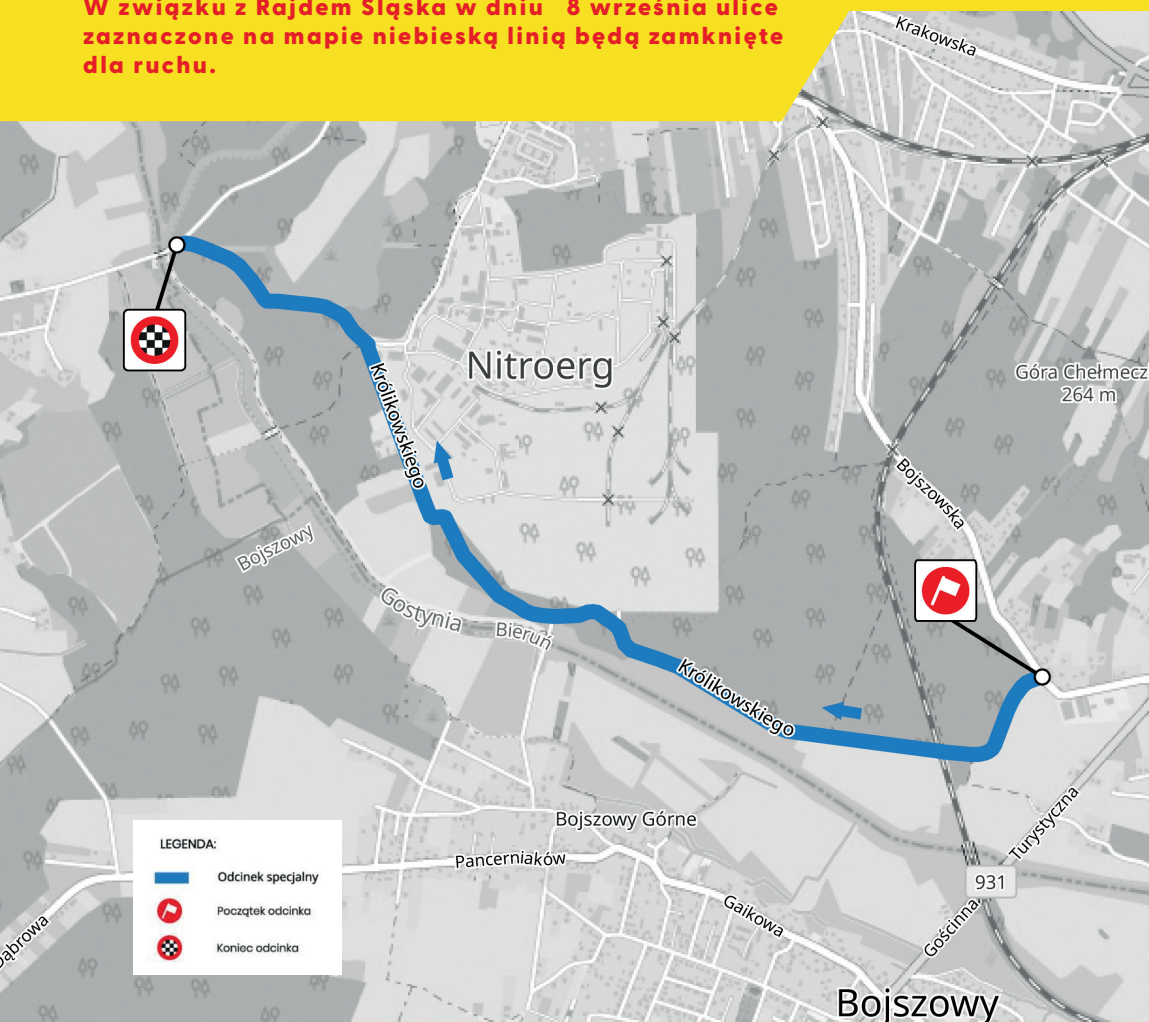 W związku z Rajdem Śląska w dniu 8 września ulice
zaznaczone na mapie niebieską linią będą zamknięte
dla ruchu.
Krakowska
Nitroerg
Góra Chełmecz
264 m
Królikowskiego
Bojszowska
Bojszowy
Gostynia
Bieruń
Królikowskiego
Turystyczna
Bojszowy Górne
Pancerniaków
931
Gaikowa
Gościnna
Dąbrowa
Bojszowy
LEGENDA:
Odcinek specjalny
Początek odcinka
Koniec odcinka